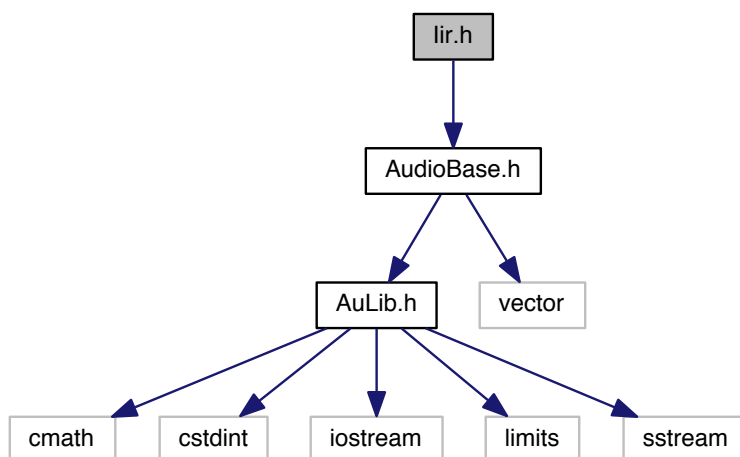 Iir.h
AudioBase.h
AuLib.h
vector
cmath
cstdint
iostream
limits
sstream